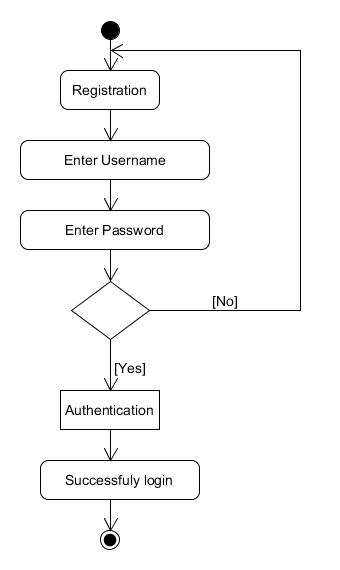 Registration
Enter Username
Enter Password
[No]
[Yes]
Authentication
Successfuly login